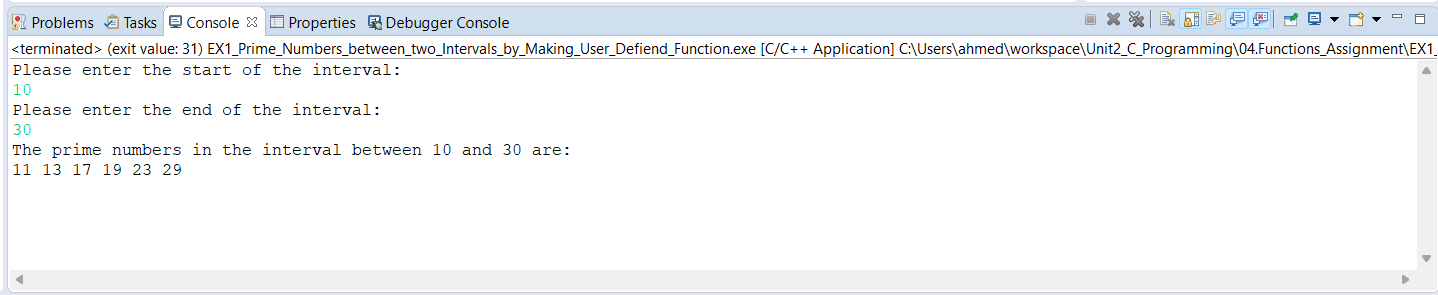 Problems Tasks Console Properties Debugger Console
<terminated> (exit value: 31) EX1_Prime_Numbers_between_two_Intervals_by_Making_User_Defiend_Function.exe [C/C++ Application] C:\Users\ahmed\workspace\Unit2_C_Programming\04.Functions_Assignment\EX1_
Please enter the start of the interval:
10
Please enter the end of the interval:
30
The prime numbers in the interval between 10 and 30 are:
11 13 17 19 23 29